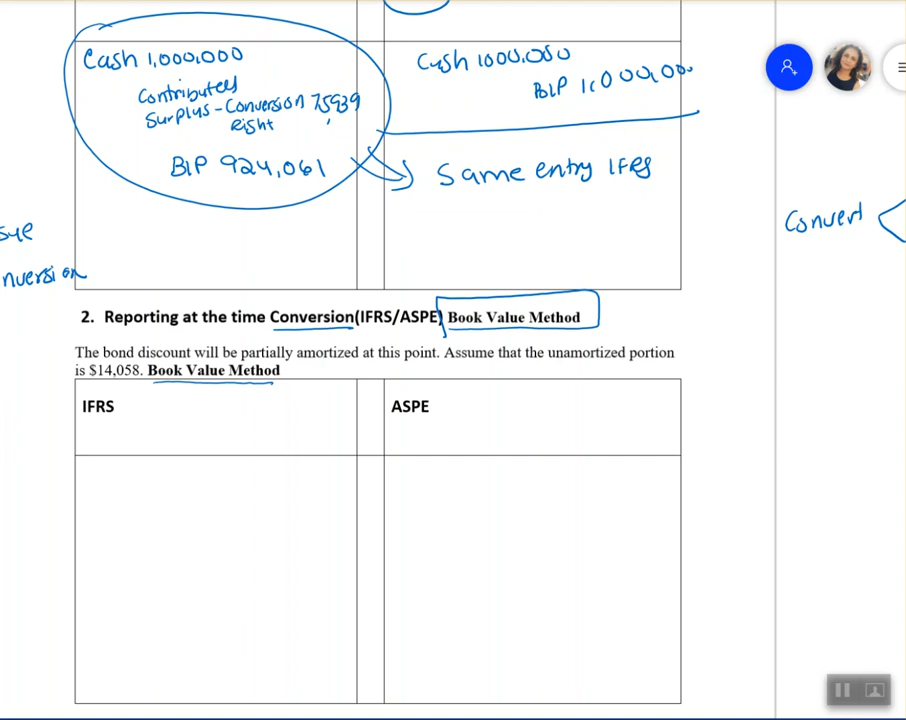 Cash 1,000,000
Contributed
Surplus - Conversion 75939
Right
BIP 924,061
Cash 1000,000
BIP 1,000,000
Same entry IFRS
Convert
nversion
2. Reporting at the time Conversion(IFRS/ASPE) Book Value Method
The bond discount will be partially amortized at this point. Assume that the unamortized portion
is $14,058. Book Value Method
IFRS
ASPE